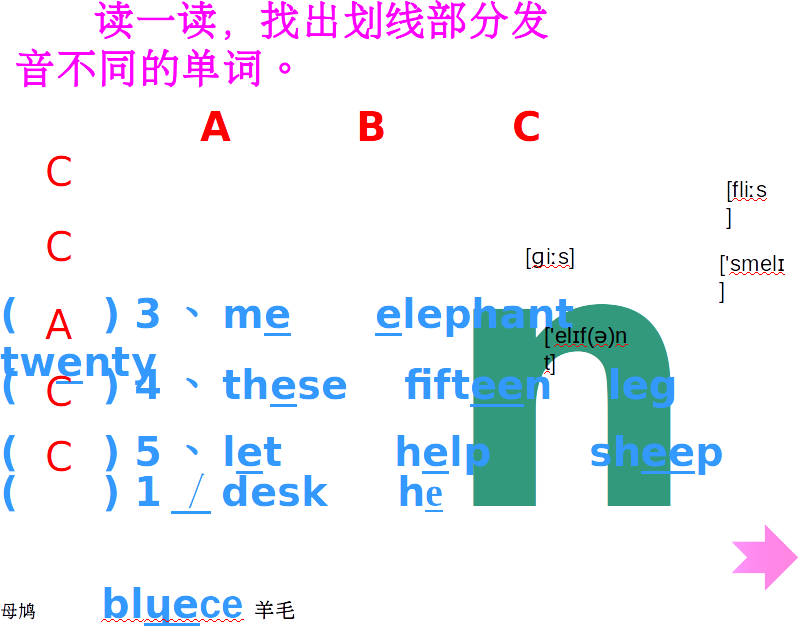 读一读，找出划线部分发
音不同的单词。
A B C
C
[fli:s
]
C
[gi:s]
['smelɪ
]
( A ) 3 、 me elephant
twenty
['elɪf(ə)n
t]
( C ) 4 、 these fifteen leg
( C ) 5 、 let help sheep
( ) 1 / desk he
n
母鸠 bluece 羊毛